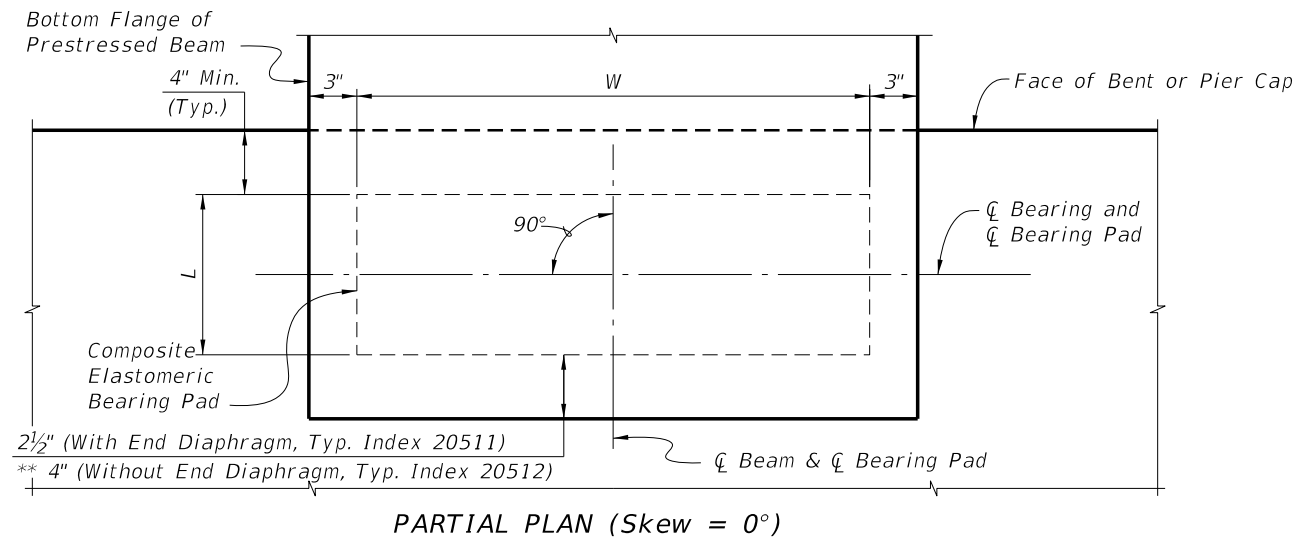 Bottom Flange of
Prestressed Beam
4" Min.
(Typ.)
3"
W
3"
Face of Bent or Pier Cap
90°
℄ Bearing and
℄ Bearing Pad
L
Composite
Elastomeric
Bearing Pad
2½" (With End Diaphragm, Typ. Index 20511)
** 4" (Without End Diaphragm, Typ. Index 20512)
℄ Beam & ℄ Bearing Pad
PARTIAL PLAN (Skew = 0°)